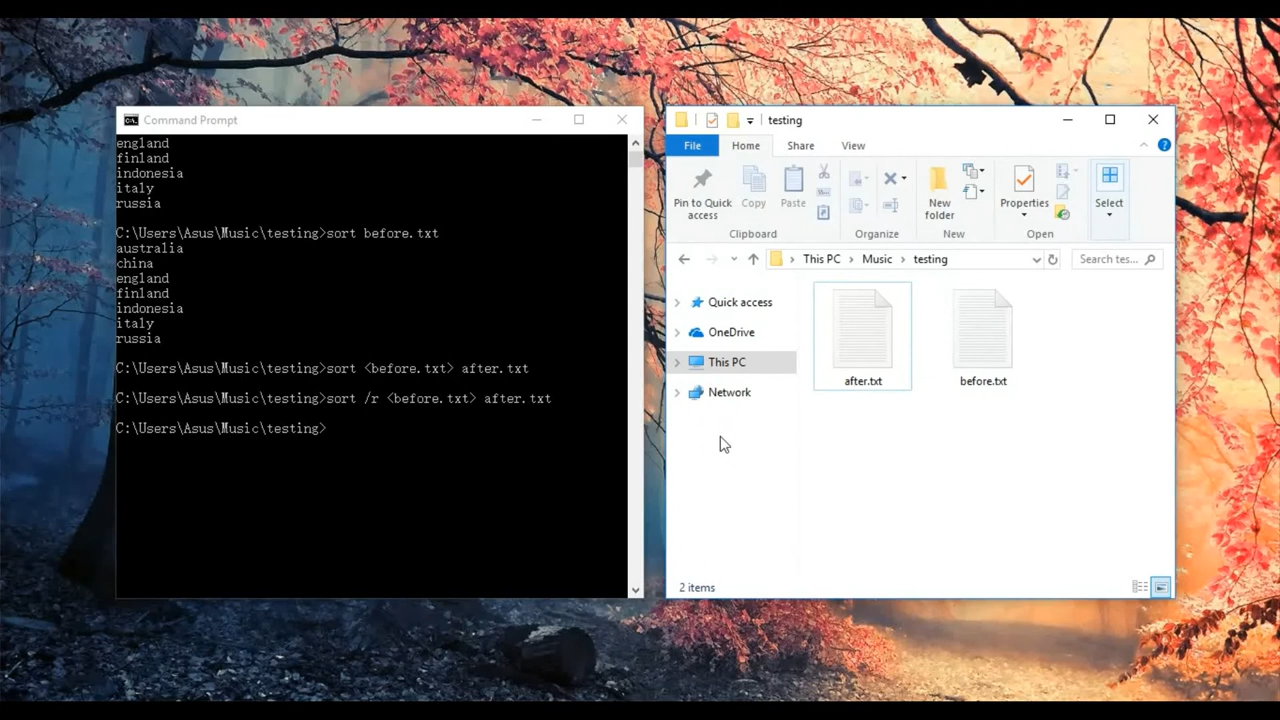 Command Prompt
england
finland
indonesia
italy
russia
C:\Users\Asus\Music\testing>sort before.txt
australia
china
england
finland
indonesia
italy
russia
C:\Users\Asus\Music\testing>sort <before.txt> after.txt
C:\Users\Asus\Music\testing>sort /r <before.txt> after.txt
C:\Users\Asus\Music\testing>
testing
File
Home
Share
View
Pin to Quick
access
Copy
Paste
New
folder
Properties
Select
Clipboard
Organize
New
Open
This PC
Music
testing
Search tes...
Quick access
OneDrive
This PC
Network
after.txt
before.txt
2 items